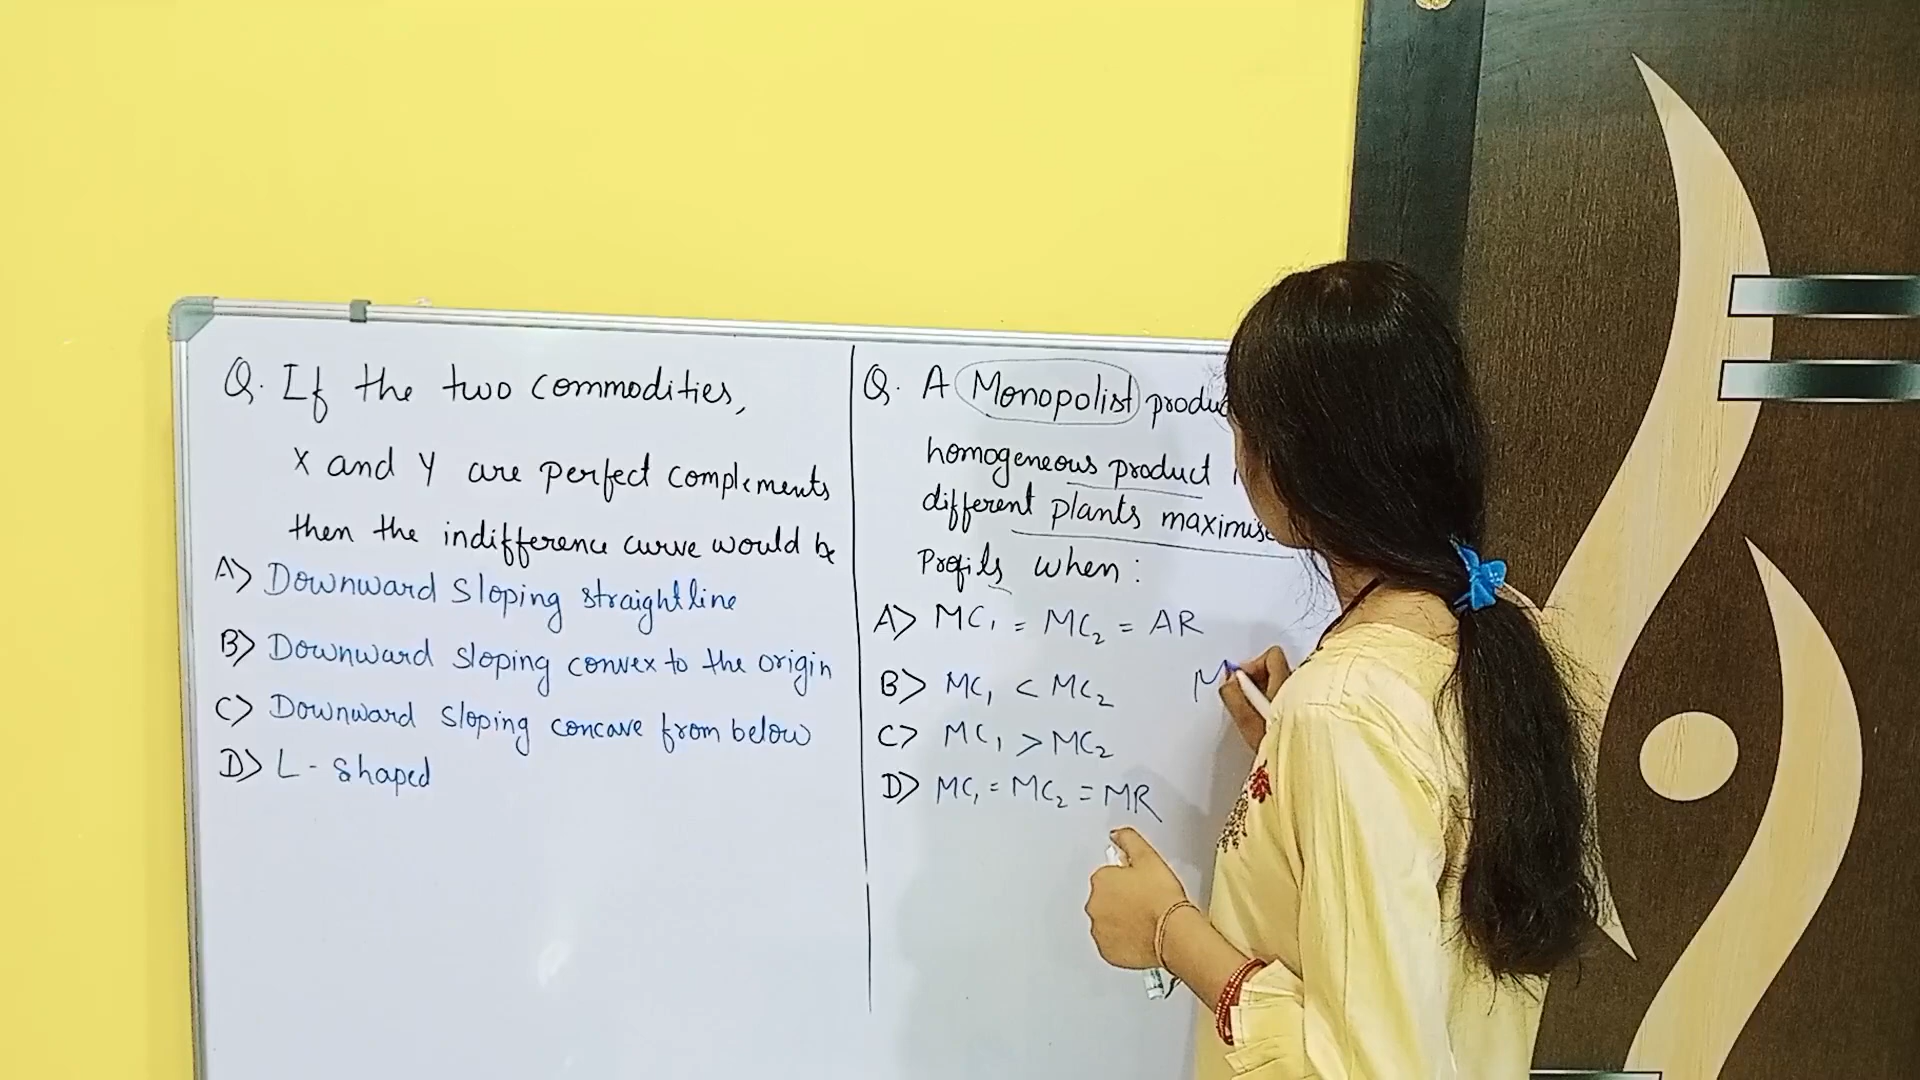 Q. If the two commodities,
X and Y are perfect complements
then the indifference curve would be
A> Downward sloping straightline
B> Downward sloping convex to the origin
C> Downward sloping concave from below
D> L-shaped
Q. A Monopolist
homogeneous product
different plants maximise
Profits when:
A> MC₁ = MC₂ = AR
B> MC₁ < MC₂
C> MC₁ > MC₂
D> MC₁ = MC₂ = MR
M